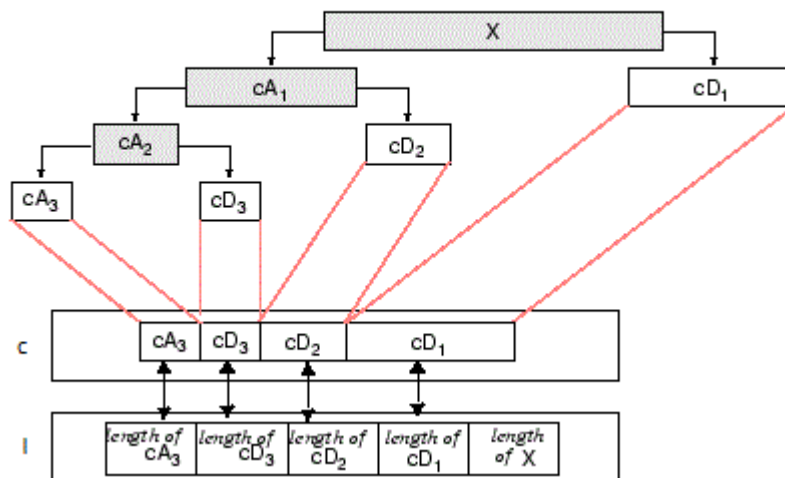 X
cA1
cD1
cA2
cD2
cA3
cD3
c
cA3 cD3 cD2 cD1
length of length of length of length of length
cA3 cD3 cD2 cD1 of X
l